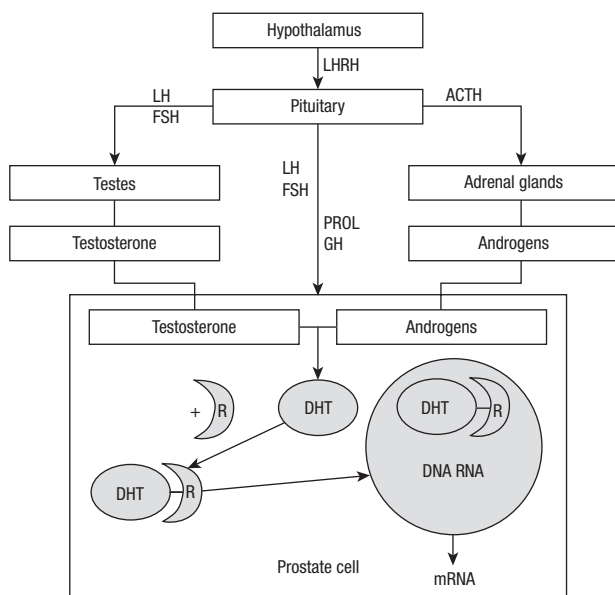 Hypothalamus
LHRH
LH
FSH
Pituitary
ACTH
Testes
LH
FSH
Adrenal glands
Testosterone
PROL
GH
Androgens
Testosterone
Androgens
+ R
DHT
DHT R
DHT R
DNA RNA
Prostate cell
mRNA